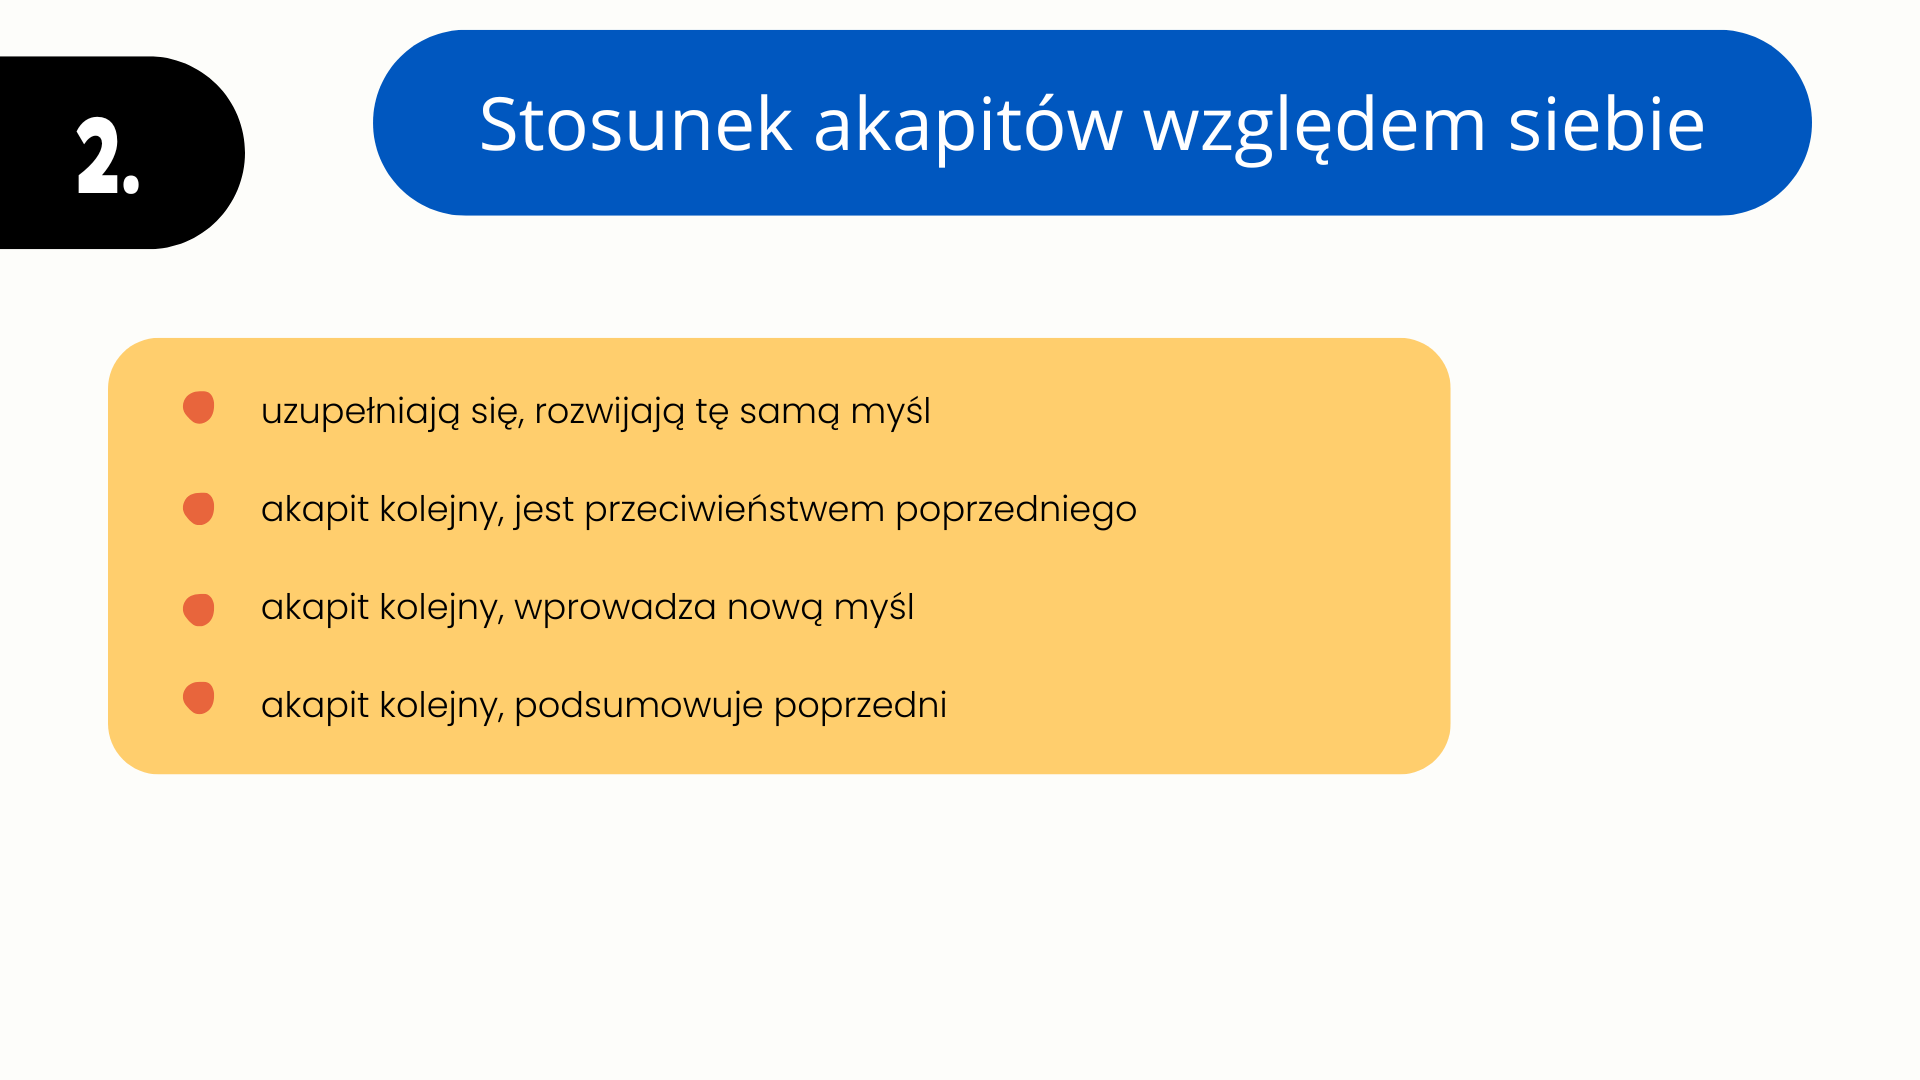 2.
Stosunek akapitów względem siebie
uzupełniają się, rozwijają tę samą myśl
akapit kolejny, jest przeciwieństwem poprzedniego
akapit kolejny, wprowadza nową myśl
akapit kolejny, podsumowuje poprzedni